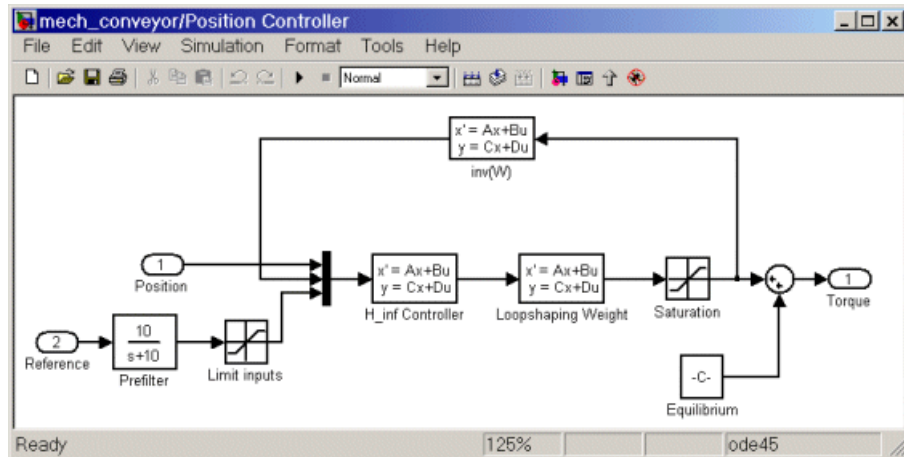 mech_conveyor/Position Controller
File Edit View Simulation Format Tools Help
Normal
x' = Ax+Bu
y = Cx+Du
inv(W)
1
Position
x' = Ax+Bu
y = Cx+Du
H_inf Controller
x' = Ax+Bu
y = Cx+Du
Loopshaping Weight
Saturation
1
Torque
2
Reference
10
s+10
Prefilter
Limit inputs
-C-
Equilibrium
Ready 125% ode45